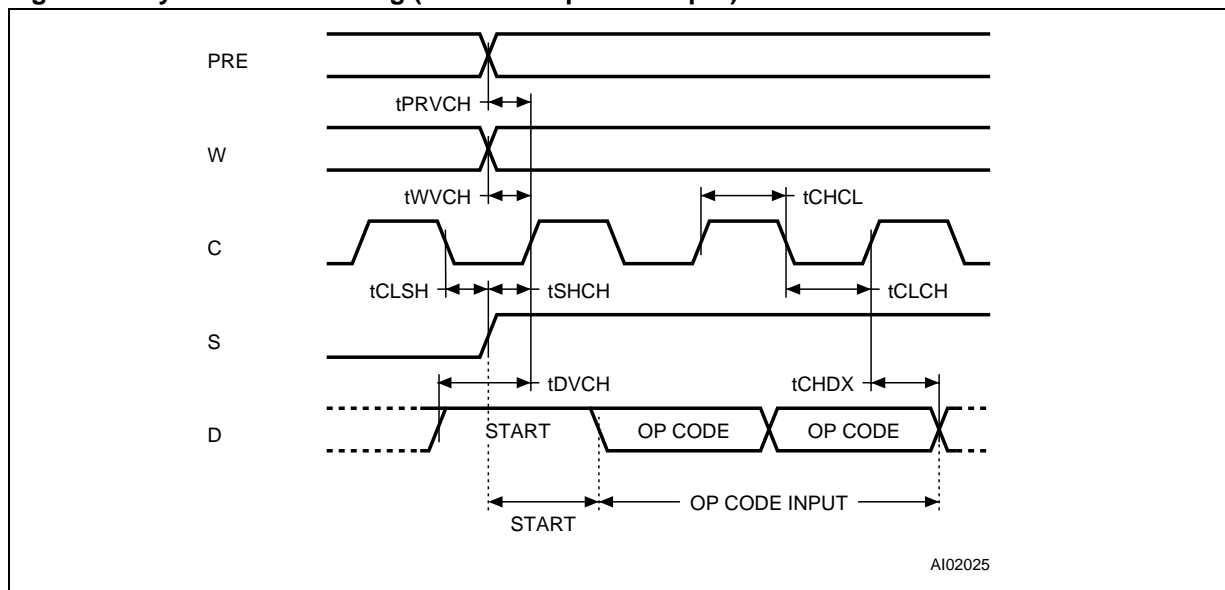 PRE
tPRVCH
W
tWVCH
tCHCL
C
tCLSH
tSHCH
tCLCH
S
tDVCH
tCHDX
D
START
OP CODE
OP CODE
OP CODE INPUT
START
AI02025